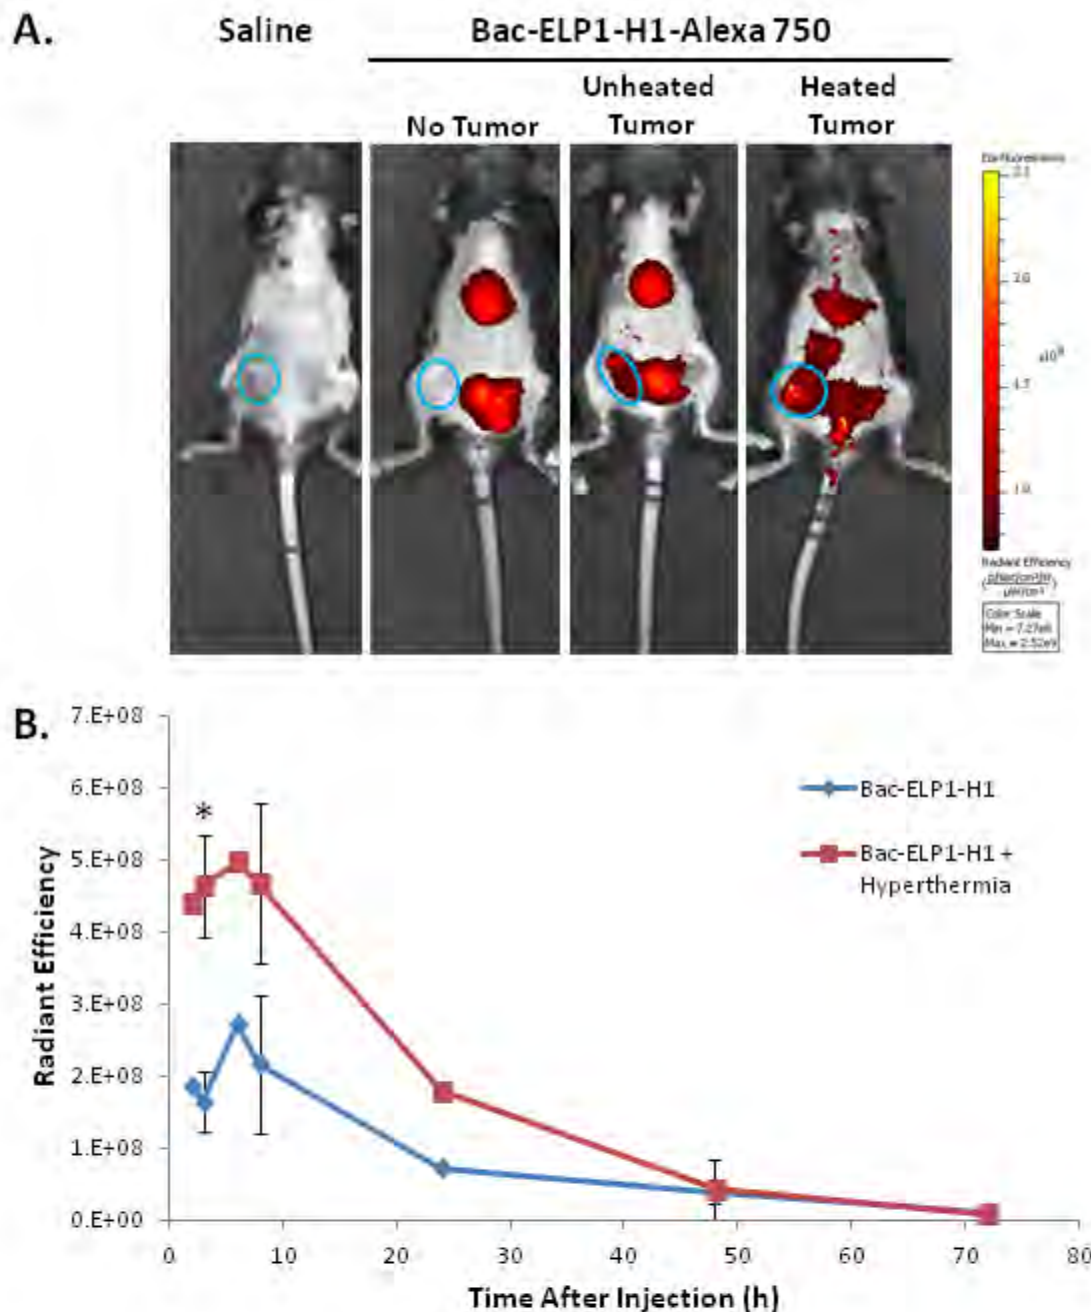 A.
Saline
Bac-ELP1-H1-Alexa 750
No Tumor
Unheated
Tumor
Heated
Tumor
Radiant Efficiency
Color Scale
B.
7.E+08
6.E+08
5.E+08
4.E+08
3.E+08
2.E+08
1.E+08
0.E+00
Radiant Efficiency
*
Bac-ELP1-H1
Bac-ELP1-H1 +
Hyperthermia
0 10 20 30 40 50 60 70 80
Time After Injection (h)